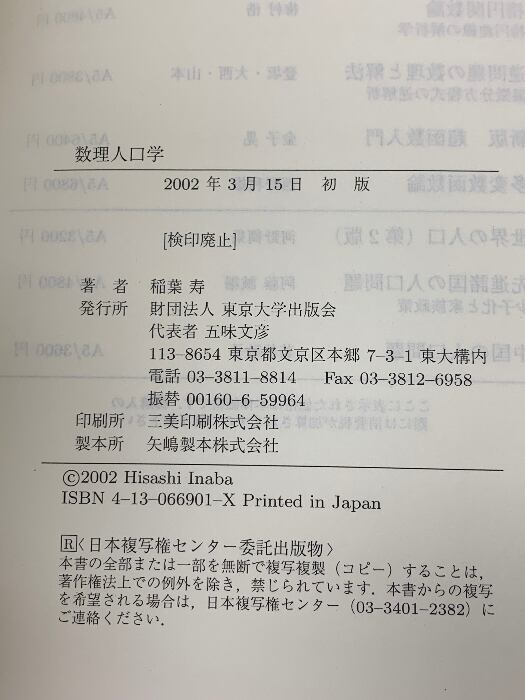 数理人口学
2002 年 3 月 15 日 初 版
[検印廃止]
著 者 稲葉 寿
発行所 財団法人 東京大学出版会
代表者 五味文彦
113–8654 東京都文京区本郷 7–3–1 東大構内
電話 03–3811–8814 Fax 03–3812–6958
振替 00160–6–59964
印刷所 三美印刷株式会社
製本所 矢嶋製本株式会社
©2002 Hisashi Inaba
ISBN 4–13–066901–X Printed in Japan
R〈日本複写権センター委託出版物〉
本書の全部または一部を無断で複写複製（コピー）することは，
著作権法上での例外を除き，禁じられています．本書からの複写
を希望される場合は，日本複写権センター（03–3401–2382）に
ご連絡ください．